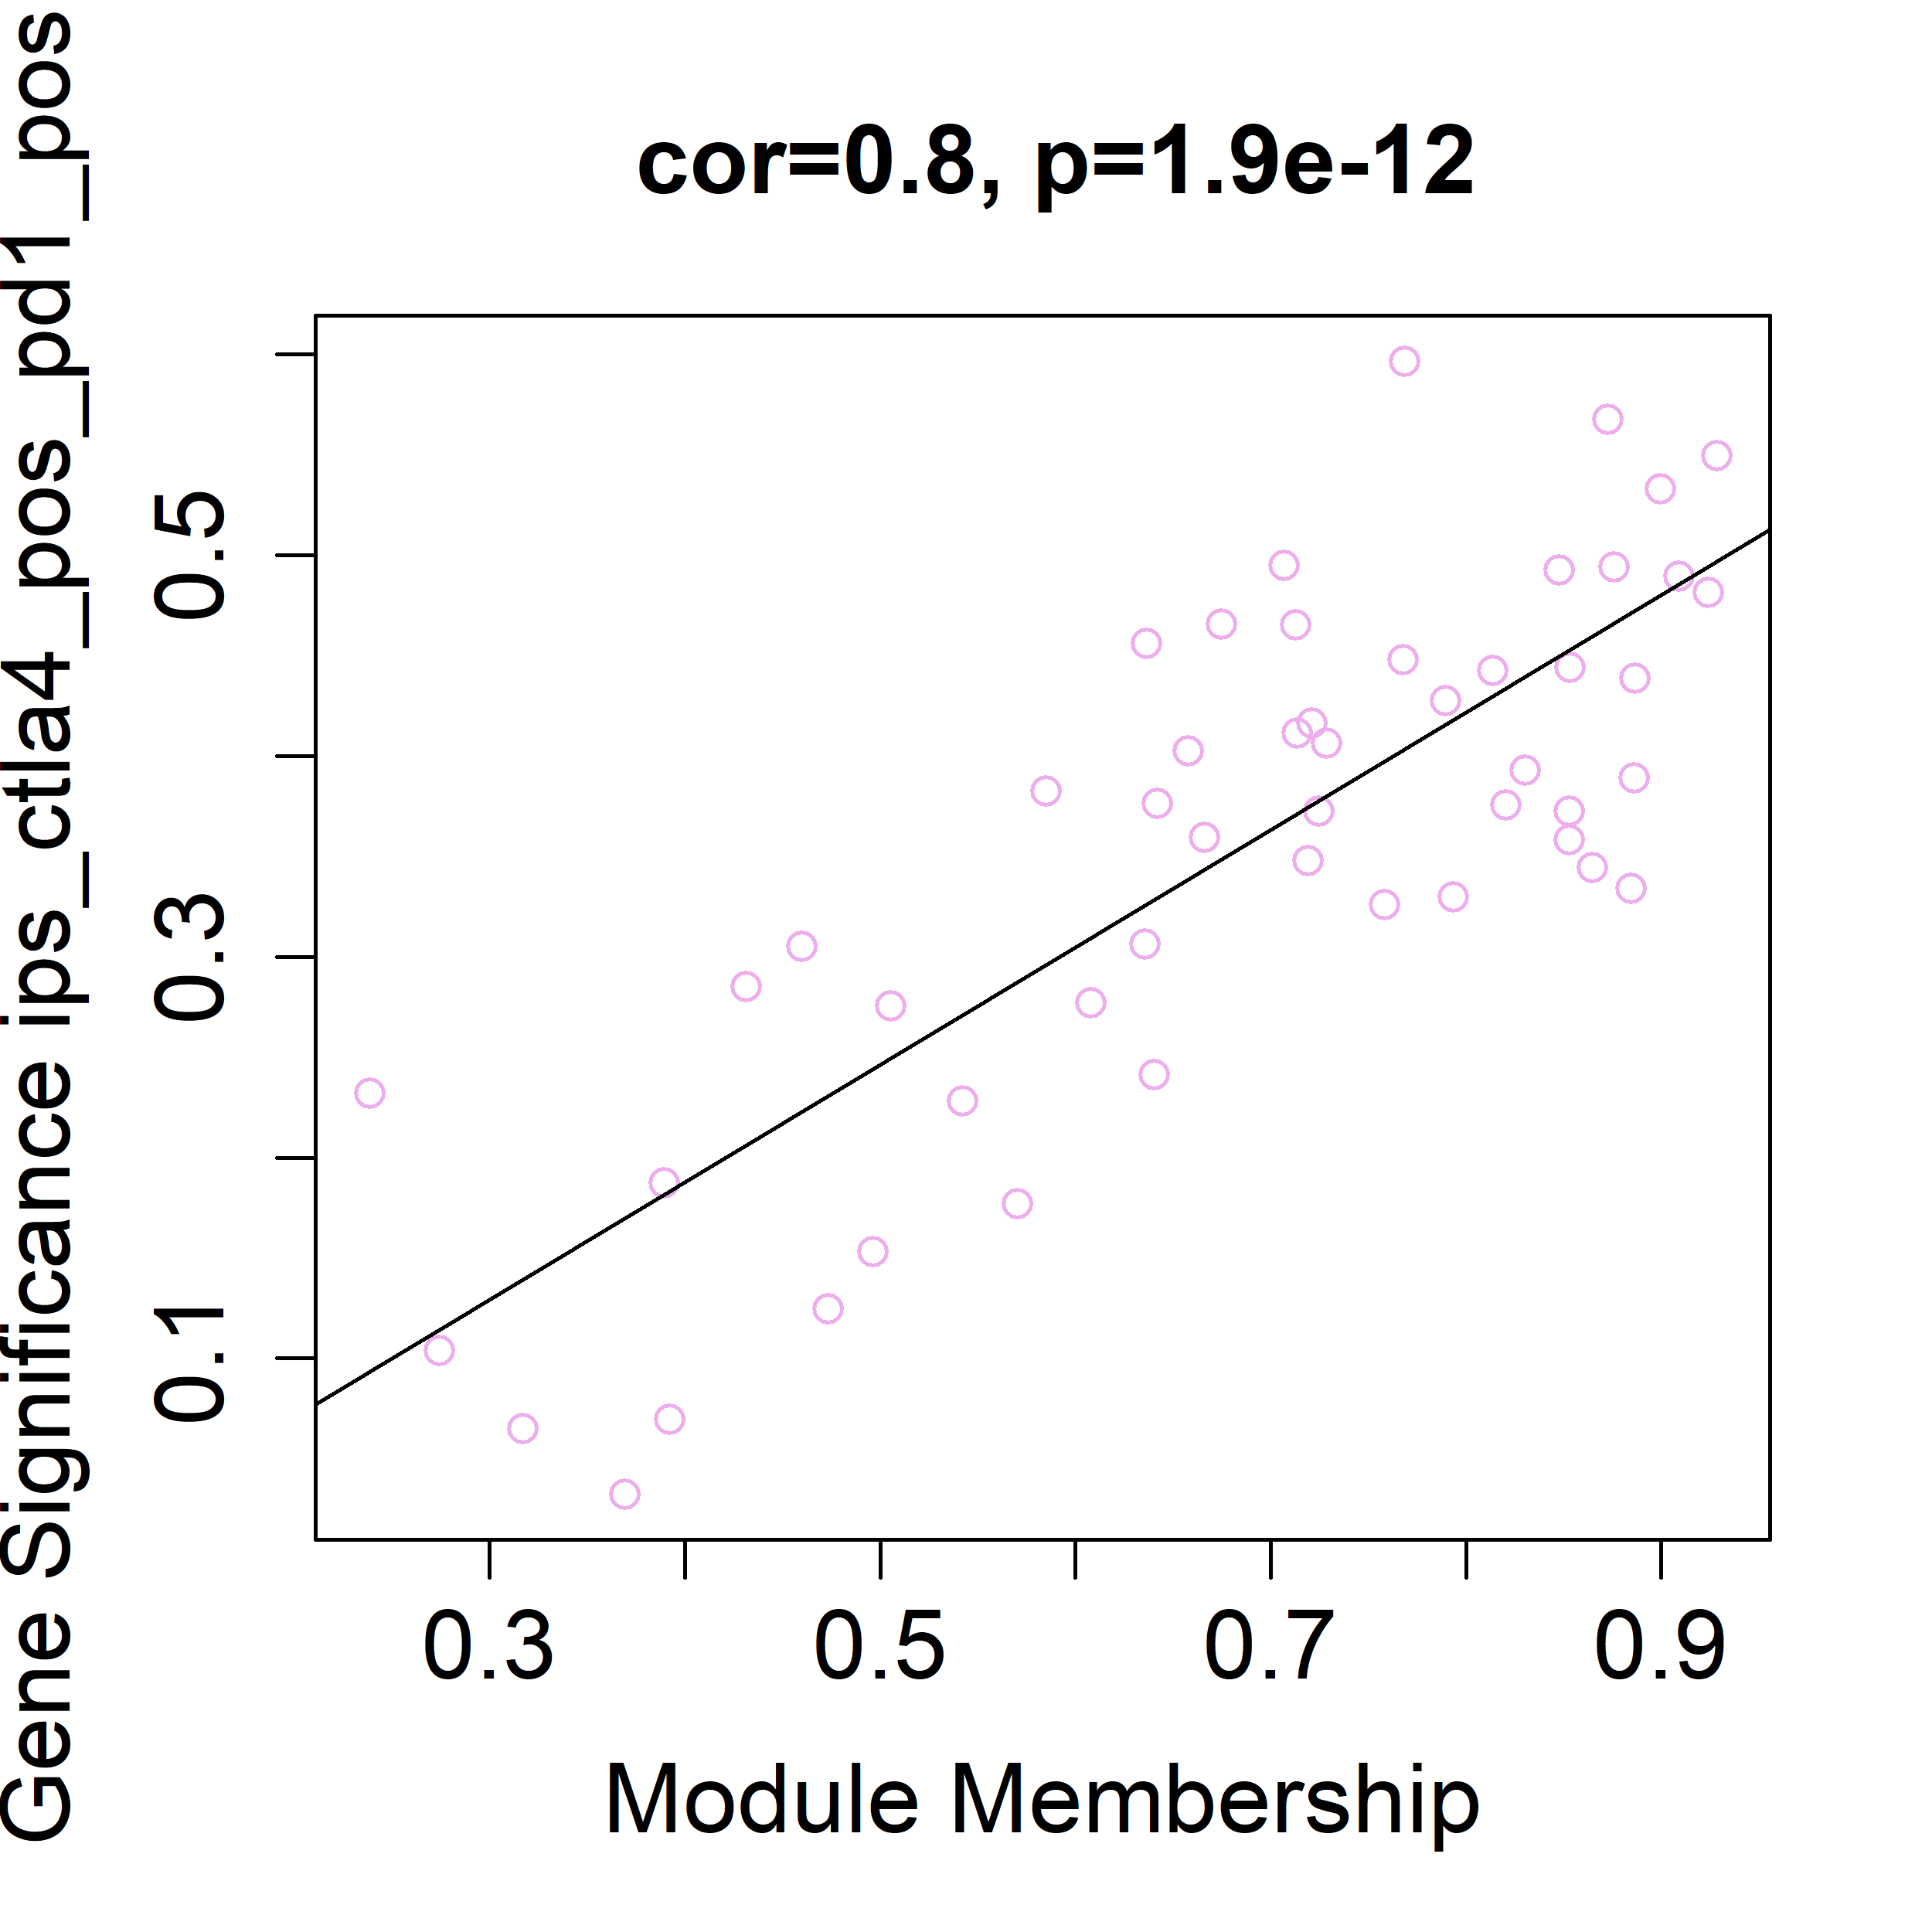 cor=0.8, p=1.9e-12
Gene Significance ips_ctla4_pos_pd1_pos
0.5
0.3
0.1
0.3 0.5 0.7 0.9
Module Membership